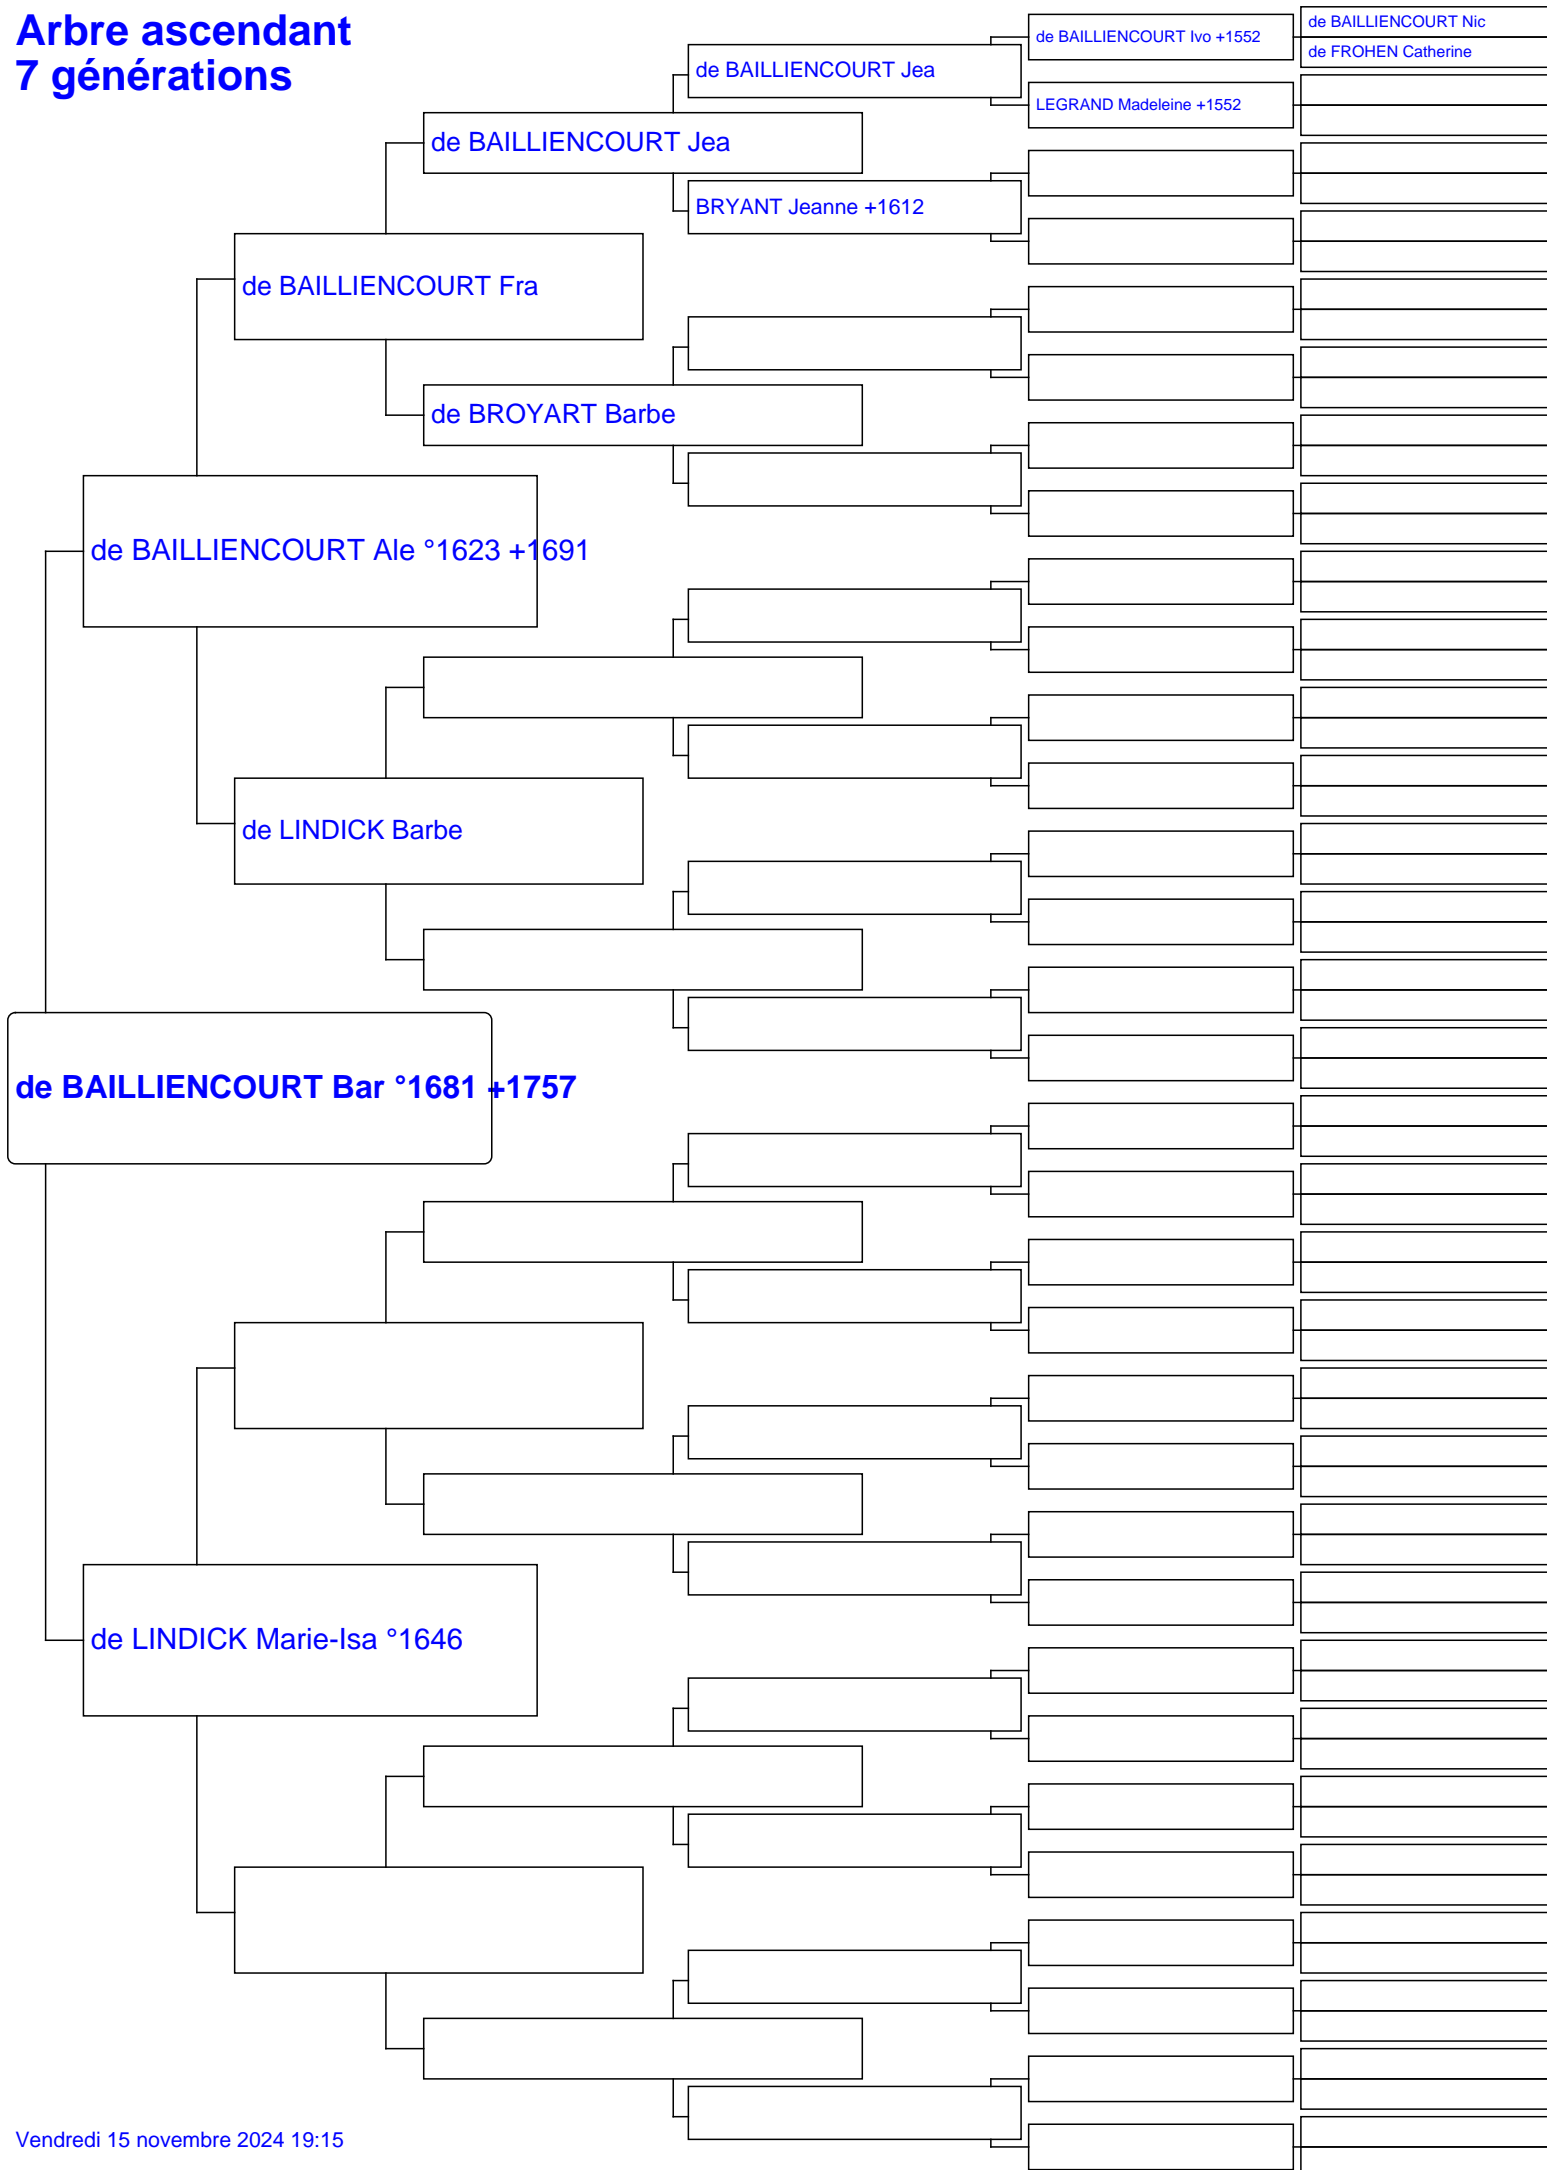 Arbre ascendant
7 générations
de BAILLIENCOURT Nic
de BAILLIENCOURT Ivo +1552
de FROHEN Catherine
de BAILLIENCOURT Jea
LEGRAND Madeleine +1552
de BAILLIENCOURT Jea
BRYANT Jeanne +1612
de BAILLIENCOURT Fra
de BROYART Barbe
de BAILLIENCOURT Ale °1623 +1691
de LINDICK Barbe
de BAILLIENCOURT Bar °1681 +1757
de LINDICK Marie-Isa °1646
Vendredi 15 novembre 2024 19:15